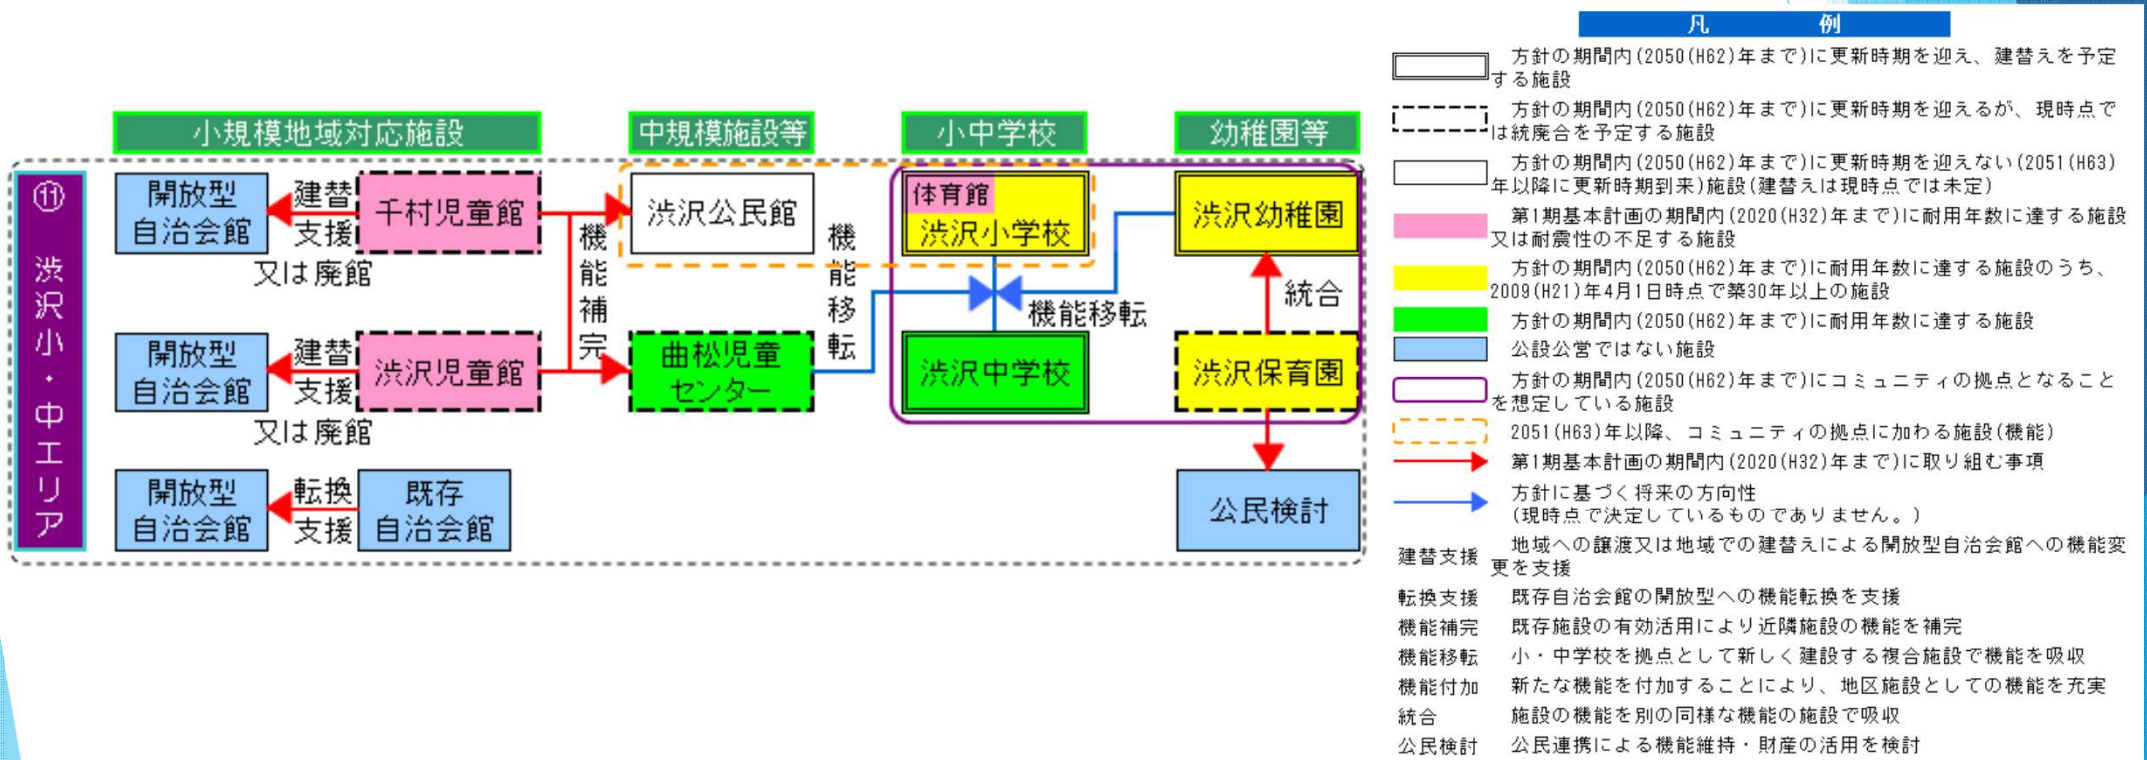 小規模地域対応施設
中規模施設等
小中学校
幼稚園等
⑪ 渋沢小・中エリア
開放型
自治会館
建替
支援
千村児童館
又は廃館
機能補完
渋沢公民館
機能移転
体育館
渋沢小学校
渋沢幼稚園
統合
機能移転
開放型
自治会館
建替
支援
渋沢児童館
又は廃館
曲松児童
センター
渋沢中学校
渋沢保育園
開放型
自治会館
転換
支援
既存
自治会館
公民検討
凡 例
方針の期間内(2050(H62)年まで)に更新時期を迎え、建替えを予定
する施設
方針の期間内(2050(H62)年まで)に更新時期を迎えるが、現時点で
は統廃合を予定する施設
方針の期間内(2050(H62)年まで)に更新時期を迎えない(2051(H63)
年以降に更新時期到来)施設(建替えは現時点では未定)
第1期基本計画の期間内(2020(H32)年まで)に耐用年数に達する施設
又は耐震性の不足する施設
方針の期間内(2050(H62)年まで)に耐用年数に達する施設のうち、
2009(H21)年4月1日時点で築30年以上の施設
方針の期間内(2050(H62)年まで)に耐用年数に達する施設
公設公営ではない施設
方針の期間内(2050(H62)年まで)にコミュニティの拠点となること
を想定している施設
2051(H63)年以降、コミュニティの拠点に加わる施設(機能)
第1期基本計画の期間内(2020(H32)年まで)に取り組む事項
方針に基づく将来の方向性
(現時点で決定しているものでありません。)
建替支援 地域への譲渡又は地域での建替えによる開放型自治会館への機能変
更を支援
転換支援 既存自治会館の開放型への機能転換を支援
機能補完 既存施設の有効活用により近隣施設の機能を補完
機能移転 小・中学校を拠点として新しく建設する複合施設で機能を吸収
機能付加 新たな機能を付加することにより、地区施設としての機能を充実
統合 施設の機能を別の同様な機能の施設で吸収
公民検討 公民連携による機能維持・財産の活用を検討